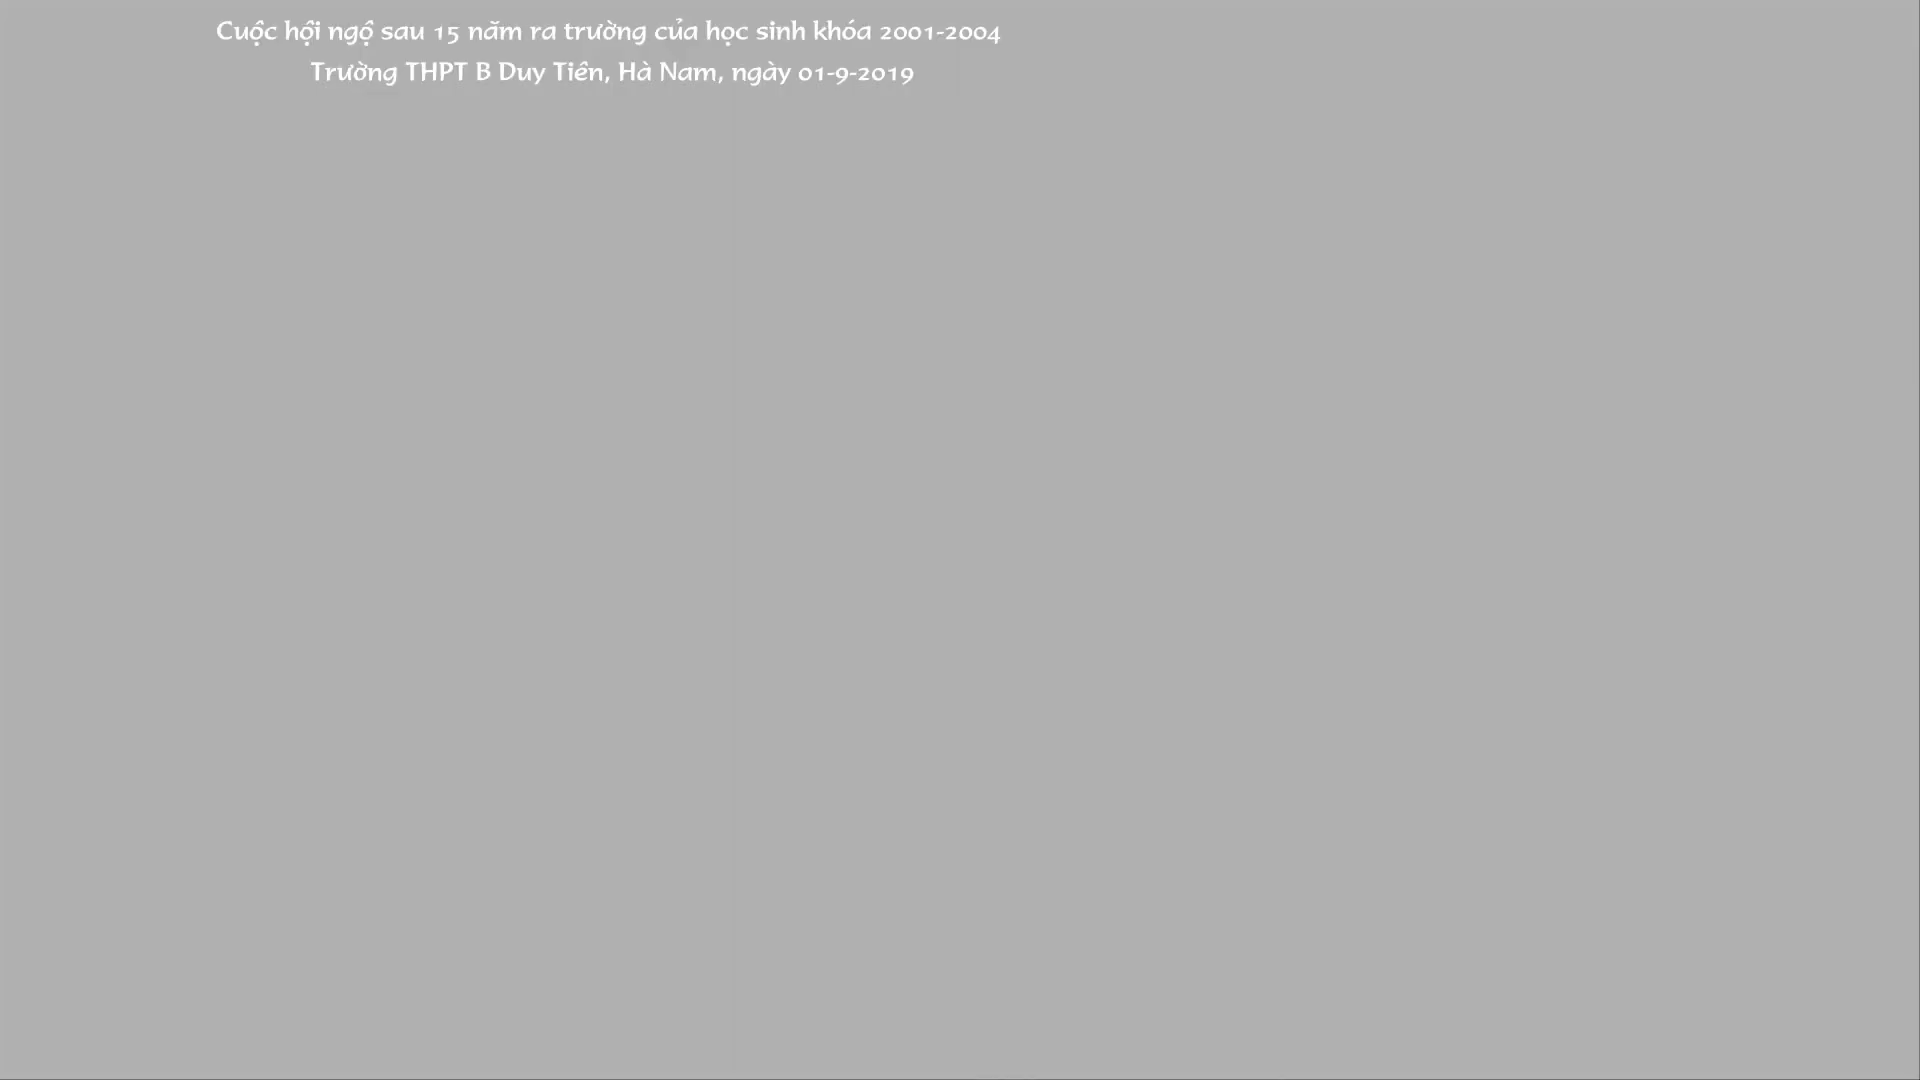 Cuộc hội ngộ sau 15 năm ra trường của học sinh khóa 2001-2004
Trường THPT B Duy Tiên, Hà Nam, ngày 01-9-2019